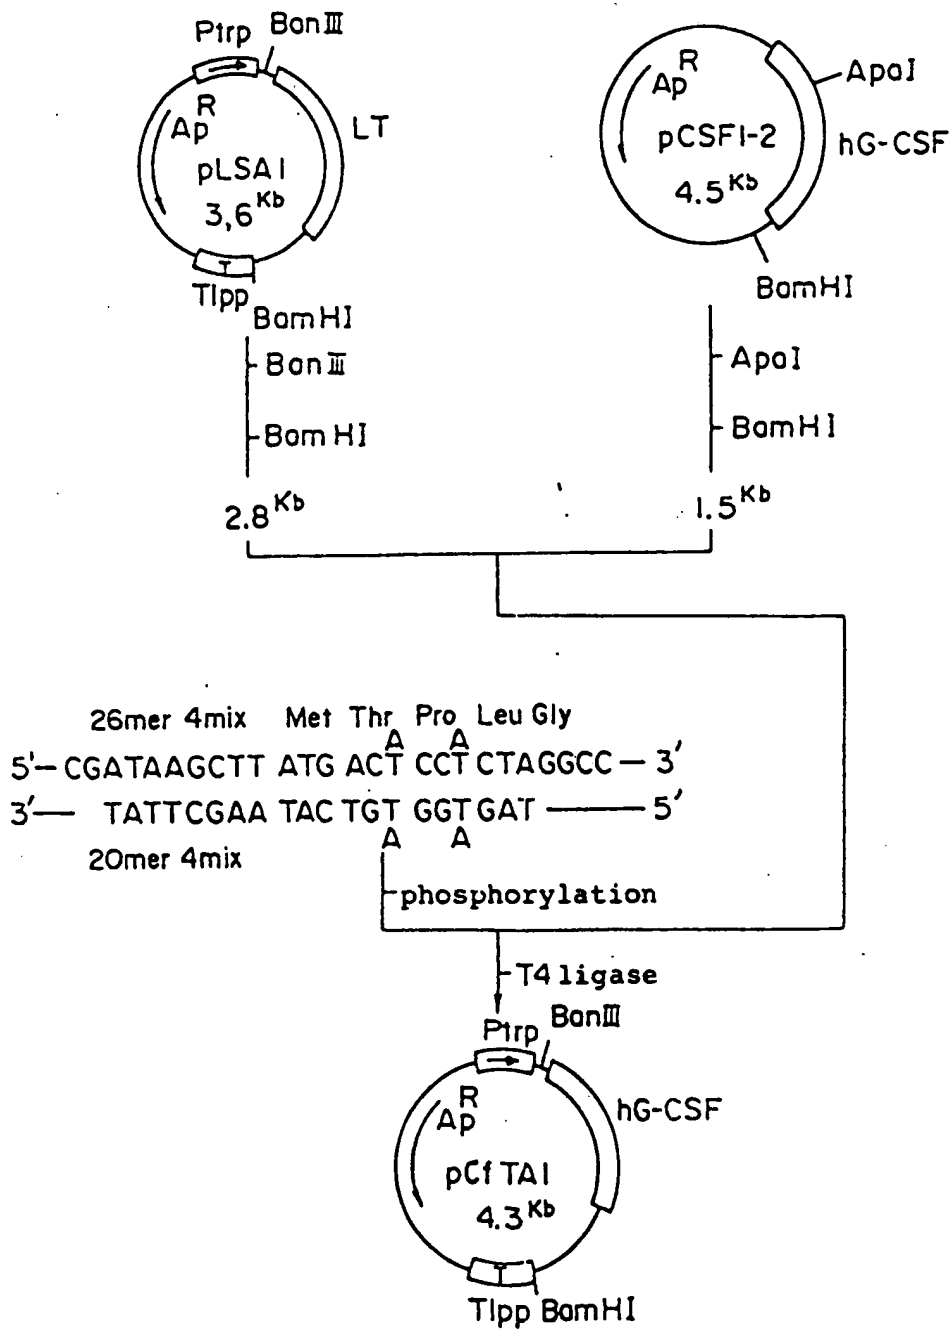 Ptrp BanIII
ApR
LT
pLSA1
3,6Kb
Tlpp
BamHI
BanIII
BamHI
2.8Kb
ApR
ApaI
pCSF1-2
hG-CSF
4.5Kb
BamHI
ApaI
BamHI
1.5Kb
26mer 4mix Met Thr Pro Leu Gly
A A
5'-CGATAAGCTT ATG ACT CCT CTAGGCC-3'
3'- TATTCGAA TAC TGT GGT GAT-5'
A A
20mer 4mix
phosphorylation
T4 ligase
Ptrp BanIII
ApR
hG-CSF
pCfTA1
4.3Kb
Tlpp BamHI